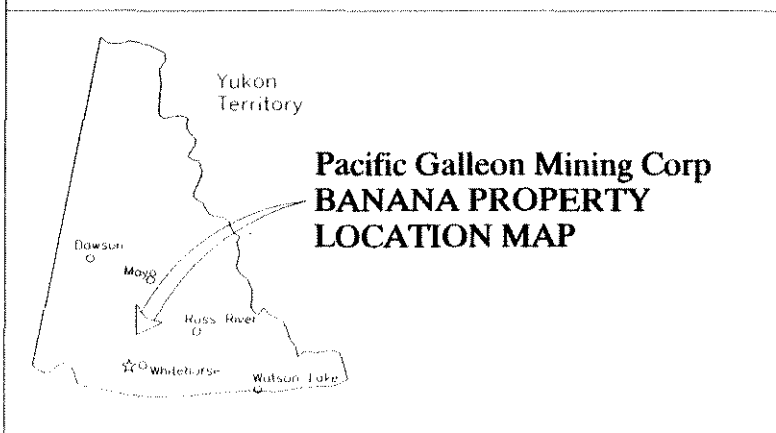 Yukon
Territory
Pacific Galleon Mining Corp
BANANA PROPERTY
LOCATION MAP
Dawson
Mayo
Ross River
Whitehorse
Watson Lake